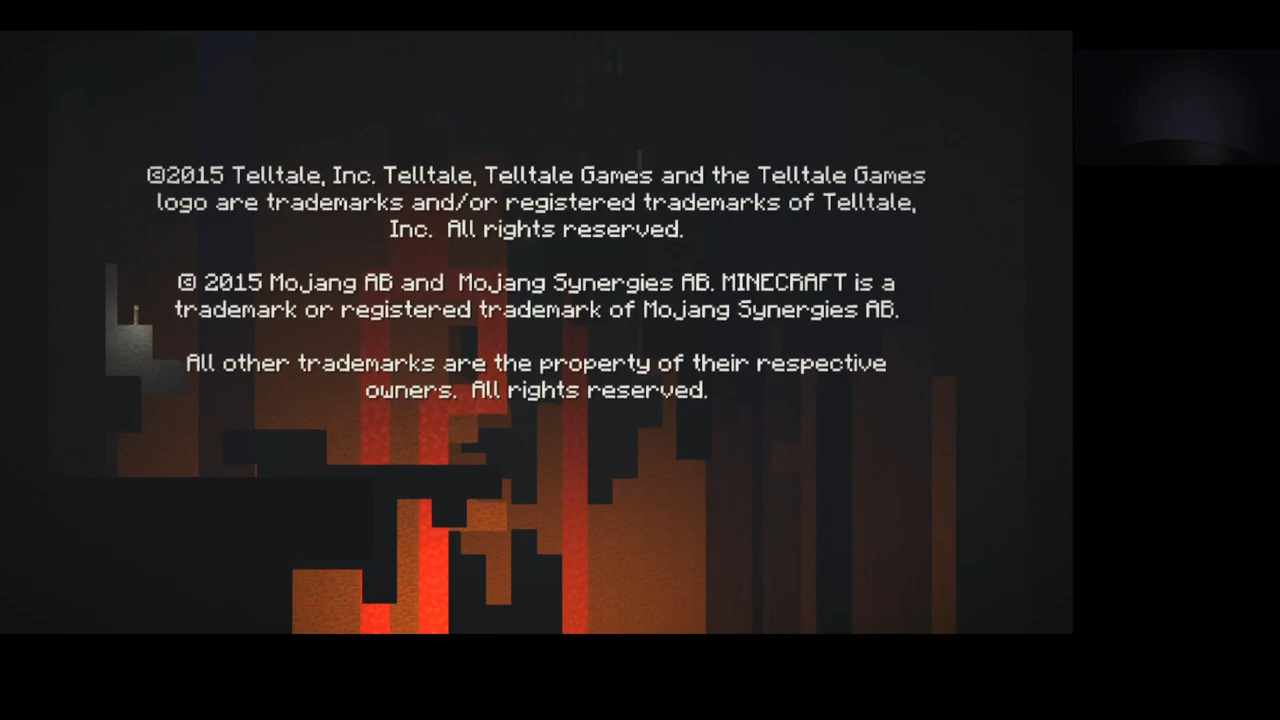 ©2015 Telltale, Inc. Telltale, Telltale Games and the Telltale Games
logo are trademarks and/or registered trademarks of Telltale,
Inc. All rights reserved.
© 2015 Mojang AB and Mojang Synergies AB. MINECRAFT is a
trademark or registered trademark of Mojang Synergies AB.
All other trademarks are the property of their respective
owners. All rights reserved.